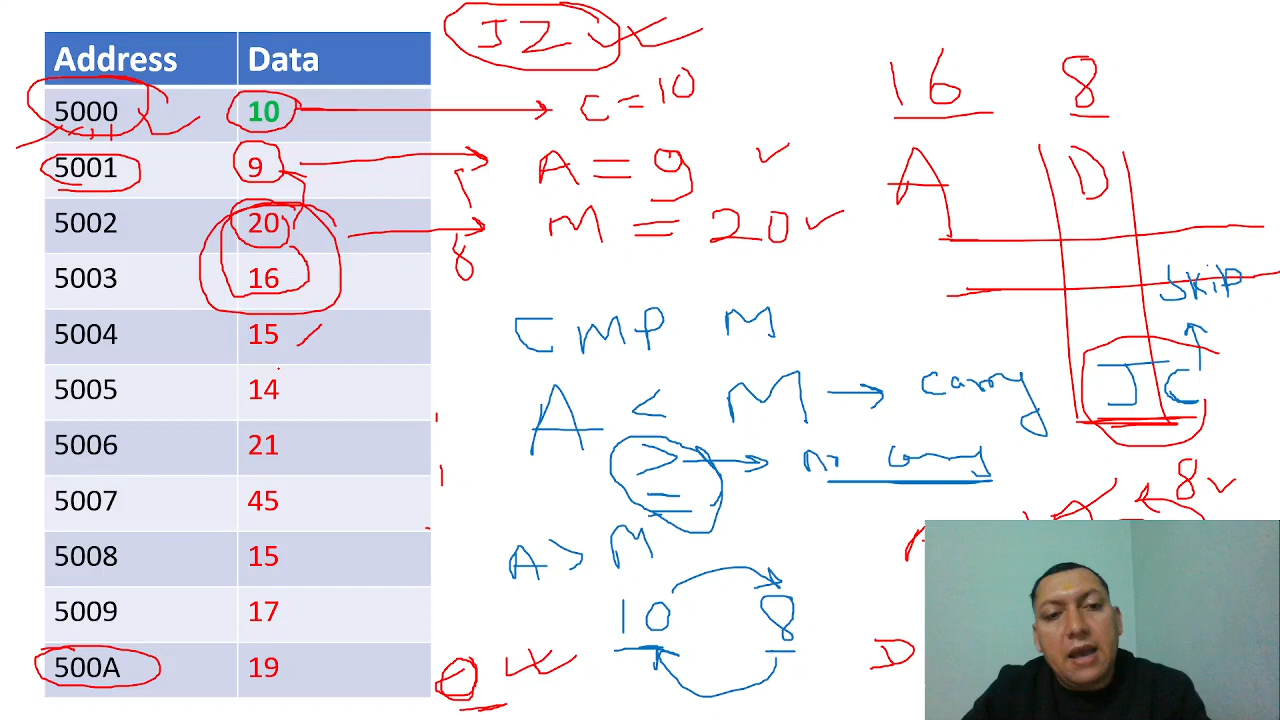 Address Data
5000 10
5001 9
5002 20
5003 16
5004 15
5005 14
5006 21
5007 45
5008 15
5009 17
500A 19
JZ
C = 10
A = 9
M = 20
8
CMP M
A < M → carry
> → no carry
=
A > M
10 8
16 8
A D
SKIP
JC
8
D